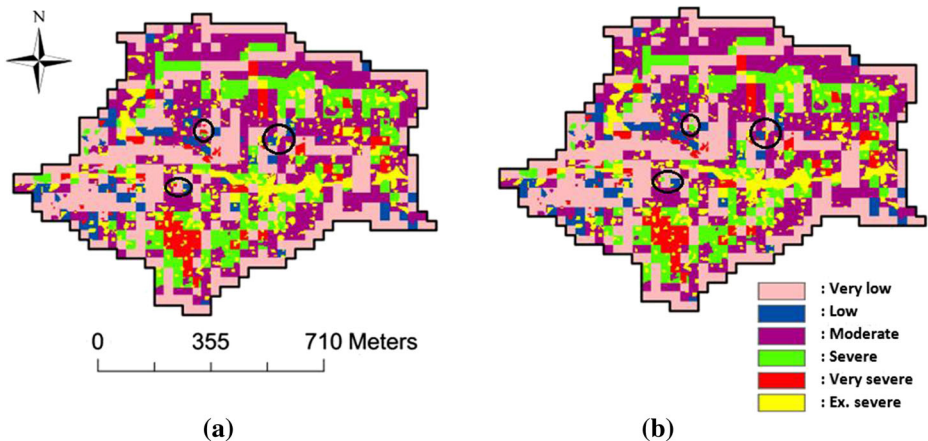 N
0 355 710 Meters
: Very low
: Low
: Moderate
: Severe
: Very severe
: Ex. severe
(a) (b)